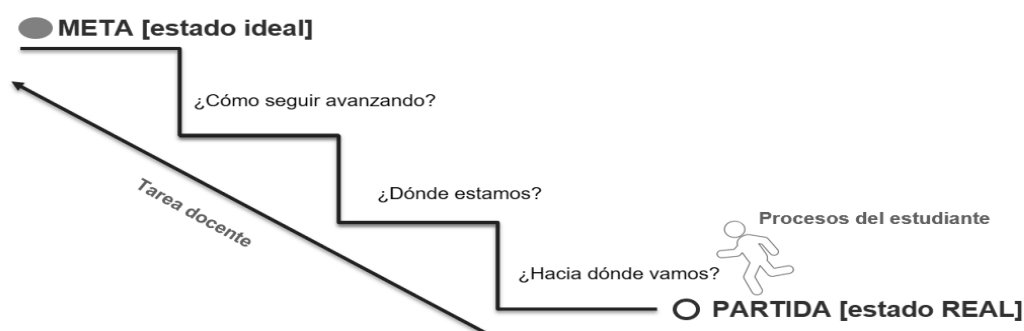 META [estado ideal]
¿Cómo seguir avanzando?
Tarea docente
¿Dónde estamos?
Procesos del estudiante
¿Hacia dónde vamos?
PARTIDA [estado REAL]